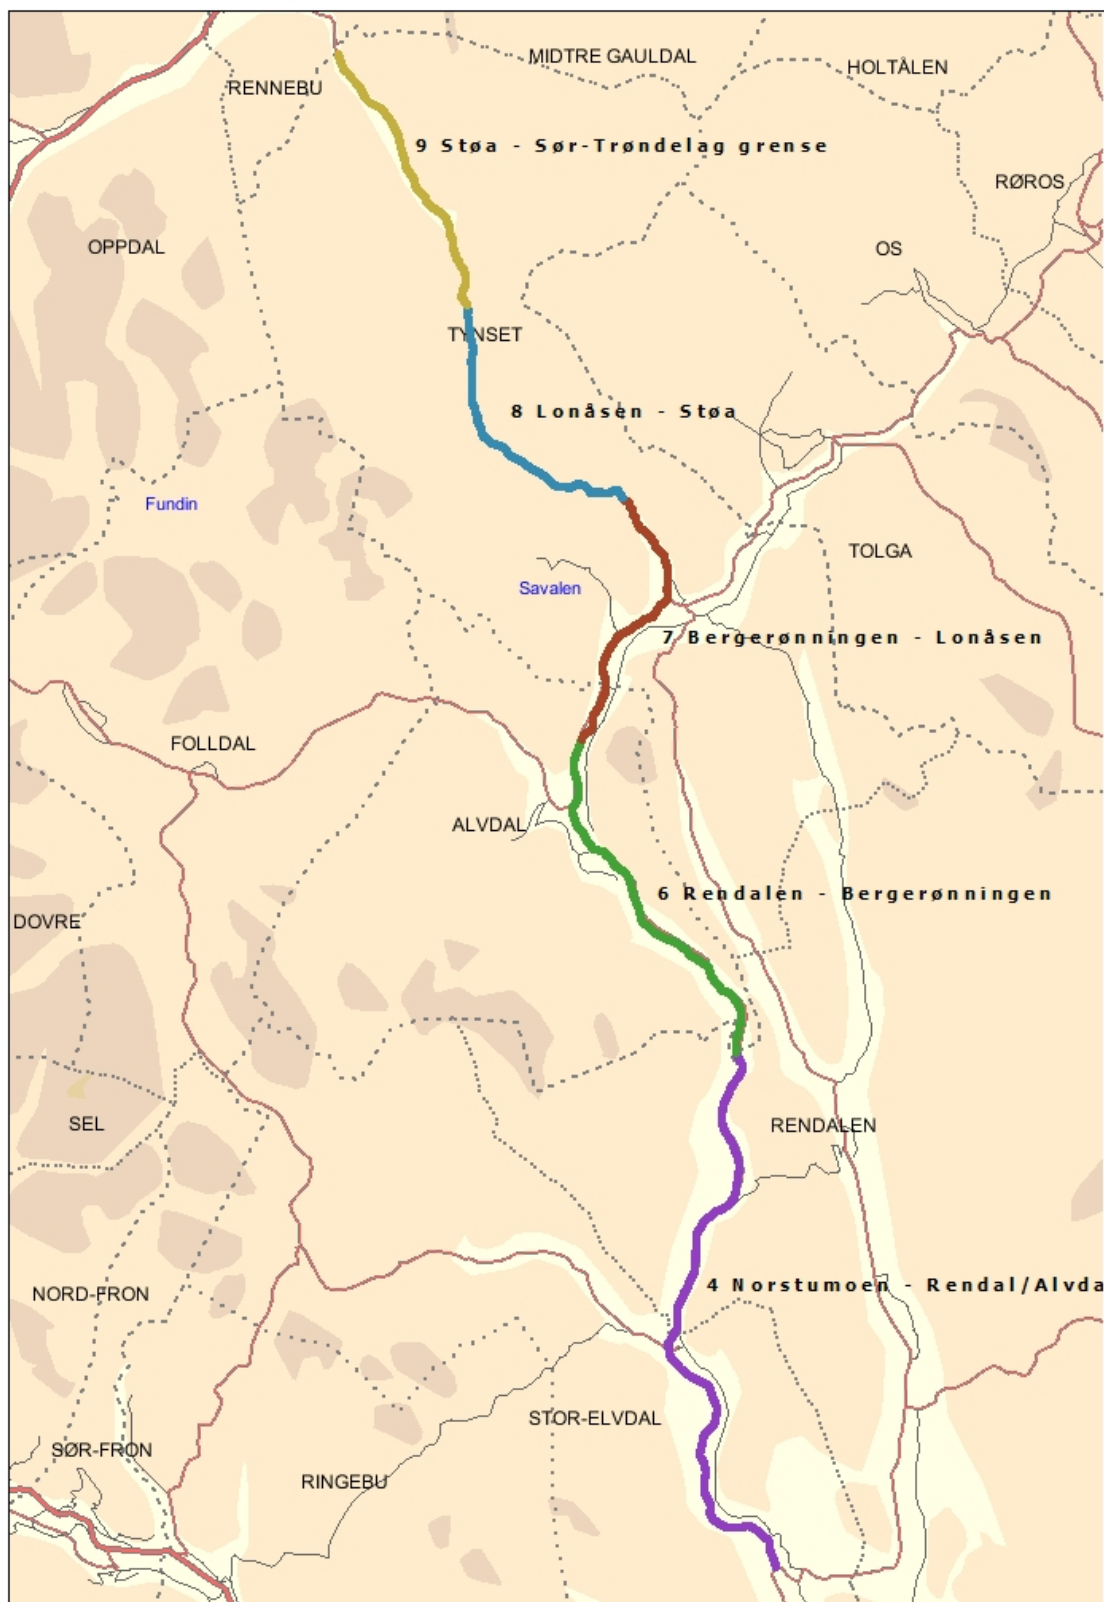 MIDTRE GAULDAL
HOLTÅLEN
RENNEBU
9 Støa - Sør-Trøndelag grense
RØROS
OPPDAL
OS
TYNSET
8 Lonåsen - Støa
Fundin
TOLGA
Savalen
7 Bergerønningen - Lonåsen
FOLLDAL
ALVDAL
6 Rendalen - Bergerønningen
DOVRE
SEL
RENDALEN
4 Norstumoen - Rendal/Alvda
NORD-FRON
STOR-ELVDAL
SØR-FRON
RINGEBU